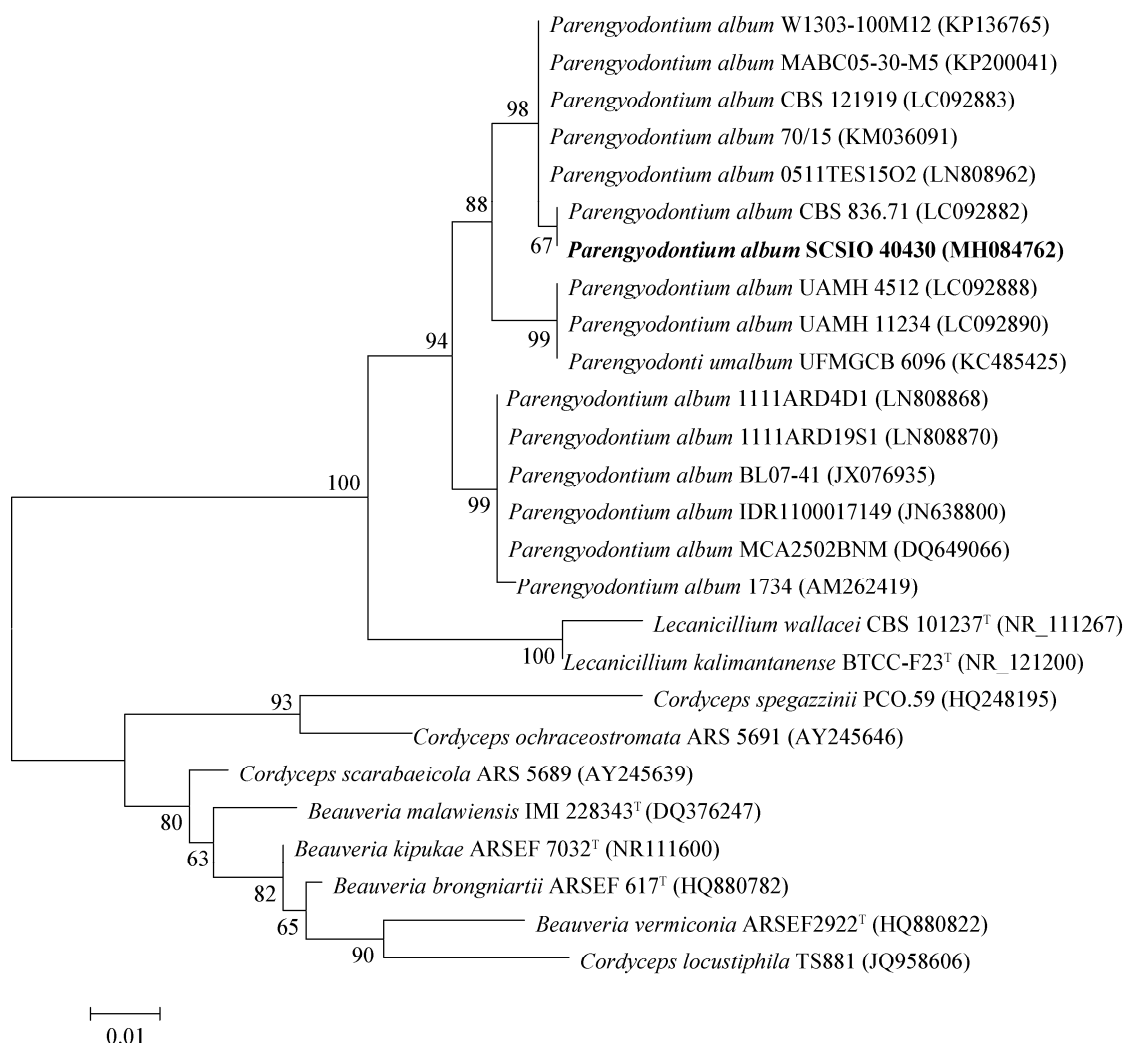 Parengyodontium album W1303-100M12 (KP136765)
Parengyodontium album MABC05-30-M5 (KP200041)
Parengyodontium album CBS 121919 (LC092883)
98
Parengyodontium album 70/15 (KM036091)
Parengyodontium album 0511TES15O2 (LN808962)
88
Parengyodontium album CBS 836.71 (LC092882)
67
Parengyodontium album SCSIO 40430 (MH084762)
Parengyodontium album UAMH 4512 (LC092888)
Parengyodontium album UAMH 11234 (LC092890)
99
94
Parengyodonti umalbum UFMGCB 6096 (KC485425)
Parengyodontium album 1111ARD4D1 (LN808868)
Parengyodontium album 1111ARD19S1 (LN808870)
Parengyodontium album BL07-41 (JX076935)
100
99
Parengyodontium album IDR1100017149 (JN638800)
Parengyodontium album MCA2502BNM (DQ649066)
Parengyodontium album 1734 (AM262419)
Lecanicillium wallacei CBS 101237ᵀ (NR_111267)
100
Lecanicillium kalimantanense BTCC-F23ᵀ (NR_121200)
93
Cordyceps spegazzinii PCO.59 (HQ248195)
Cordyceps ochraceostromata ARS 5691 (AY245646)
Cordyceps scarabaeicola ARS 5689 (AY245639)
80
Beauveria malawiensis IMI 228343ᵀ (DQ376247)
63
Beauveria kipukae ARSEF 7032ᵀ (NR111600)
82
Beauveria brongniartii ARSEF 617ᵀ (HQ880782)
65
Beauveria vermiconia ARSEF2922ᵀ (HQ880822)
90
Cordyceps locustiphila TS881 (JQ958606)
0.01